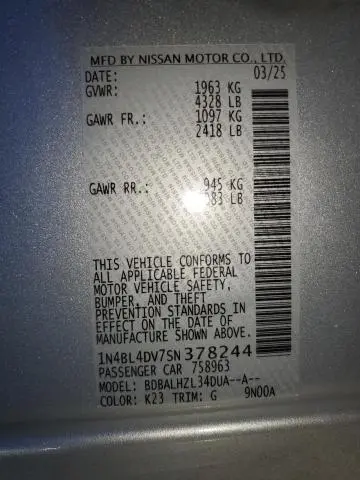 MFD BY NISSAN MOTOR CO., LTD.
DATE: 03/25
GVWR: 1963 KG
4328 LB
GAWR FR.: 1097 KG
2418 LB
GAWR RR.: 945 KG
LB
THIS VEHICLE CONFORMS TO
ALL APPLICABLE FEDERAL
MOTOR VEHICLE SAFETY,
BUMPER, AND THEFT
PREVENTION STANDARDS IN
EFFECT ON THE DATE OF
MANUFACTURE SHOWN ABOVE.
1N4BL4DV7SN378244
PASSENGER CAR 758963
MODEL: BDBALHZL34DUA--A--
COLOR: K23 TRIM: G 9N00A